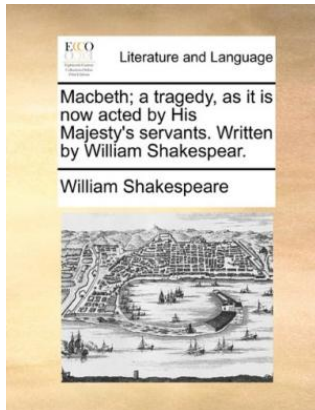 ECCO
Literature and Language
Macbeth; a tragedy, as it is
now acted by His
Majesty's servants. Written
by William Shakespear.
William Shakespeare